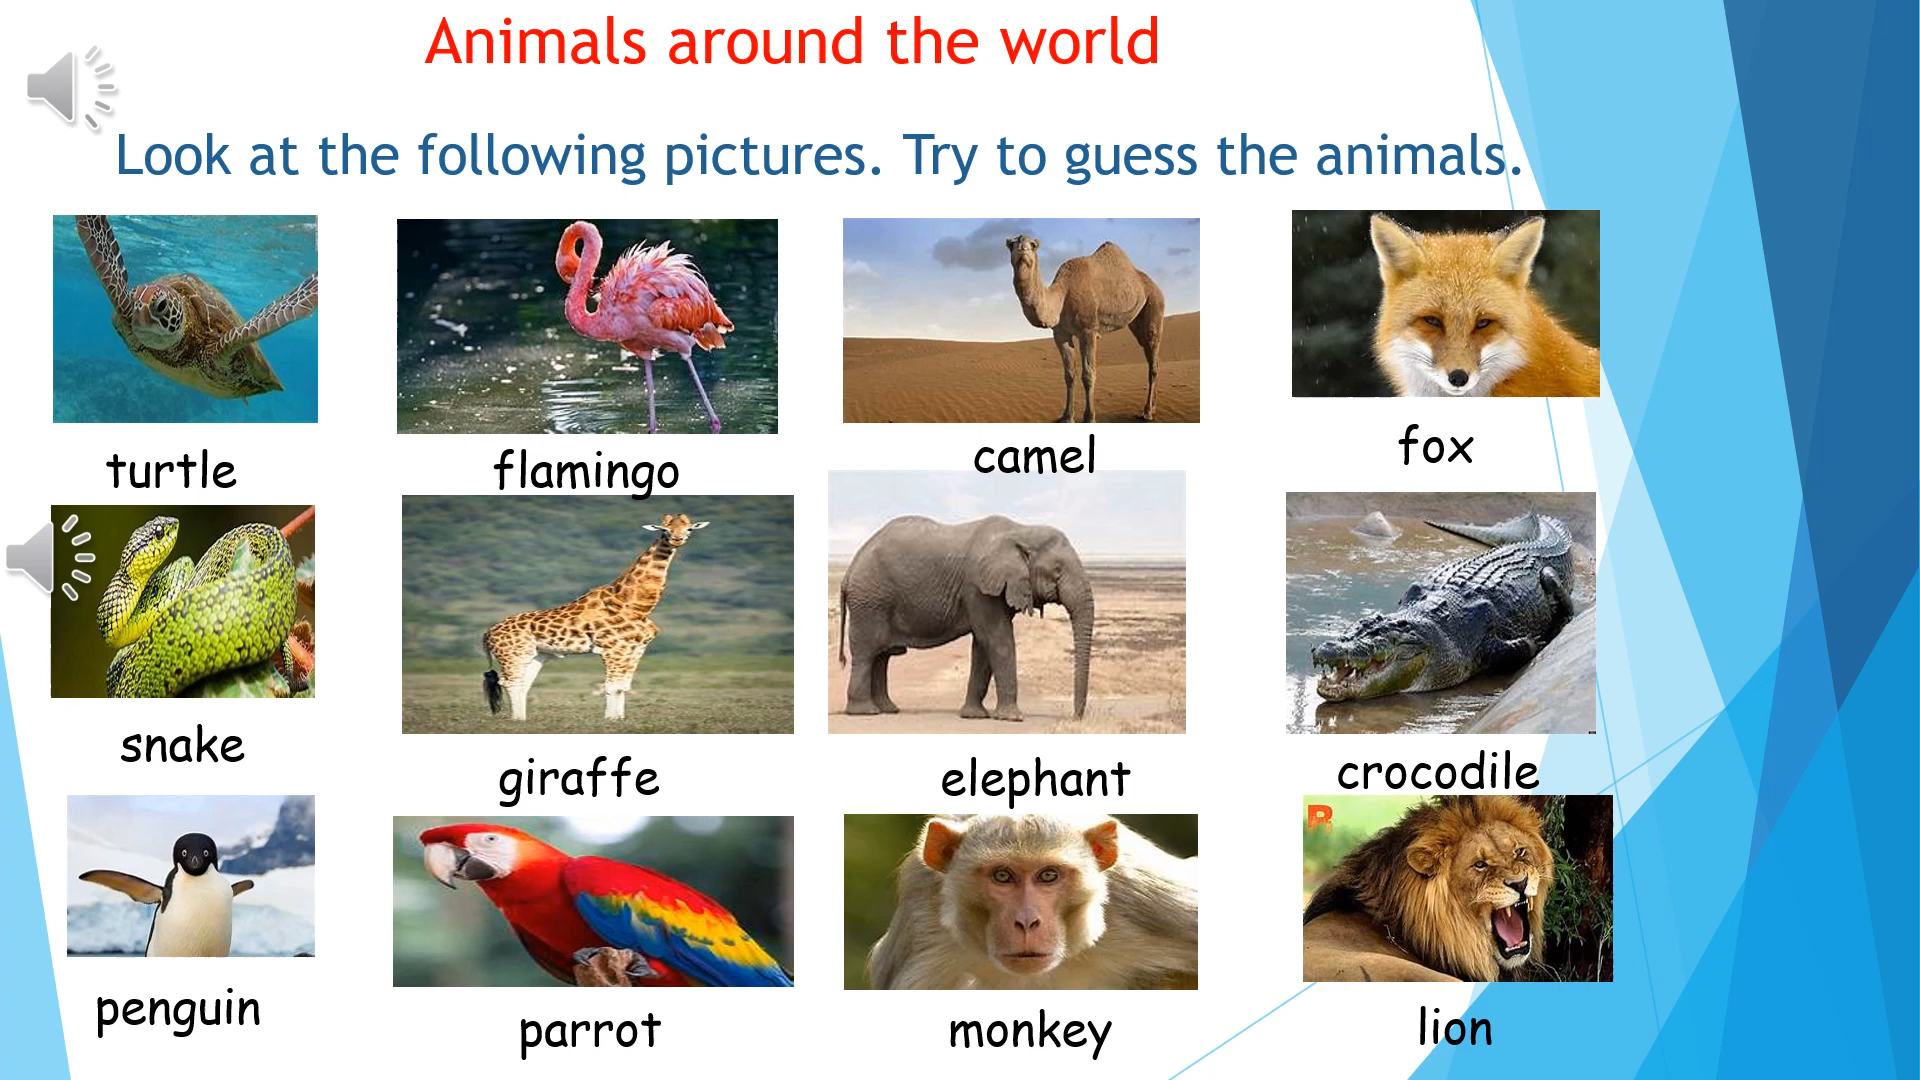 Animals around the world
Look at the following pictures. Try to guess the animals.
turtle
flamingo
camel
fox
snake
giraffe
elephant
crocodile
R
penguin
parrot
monkey
lion